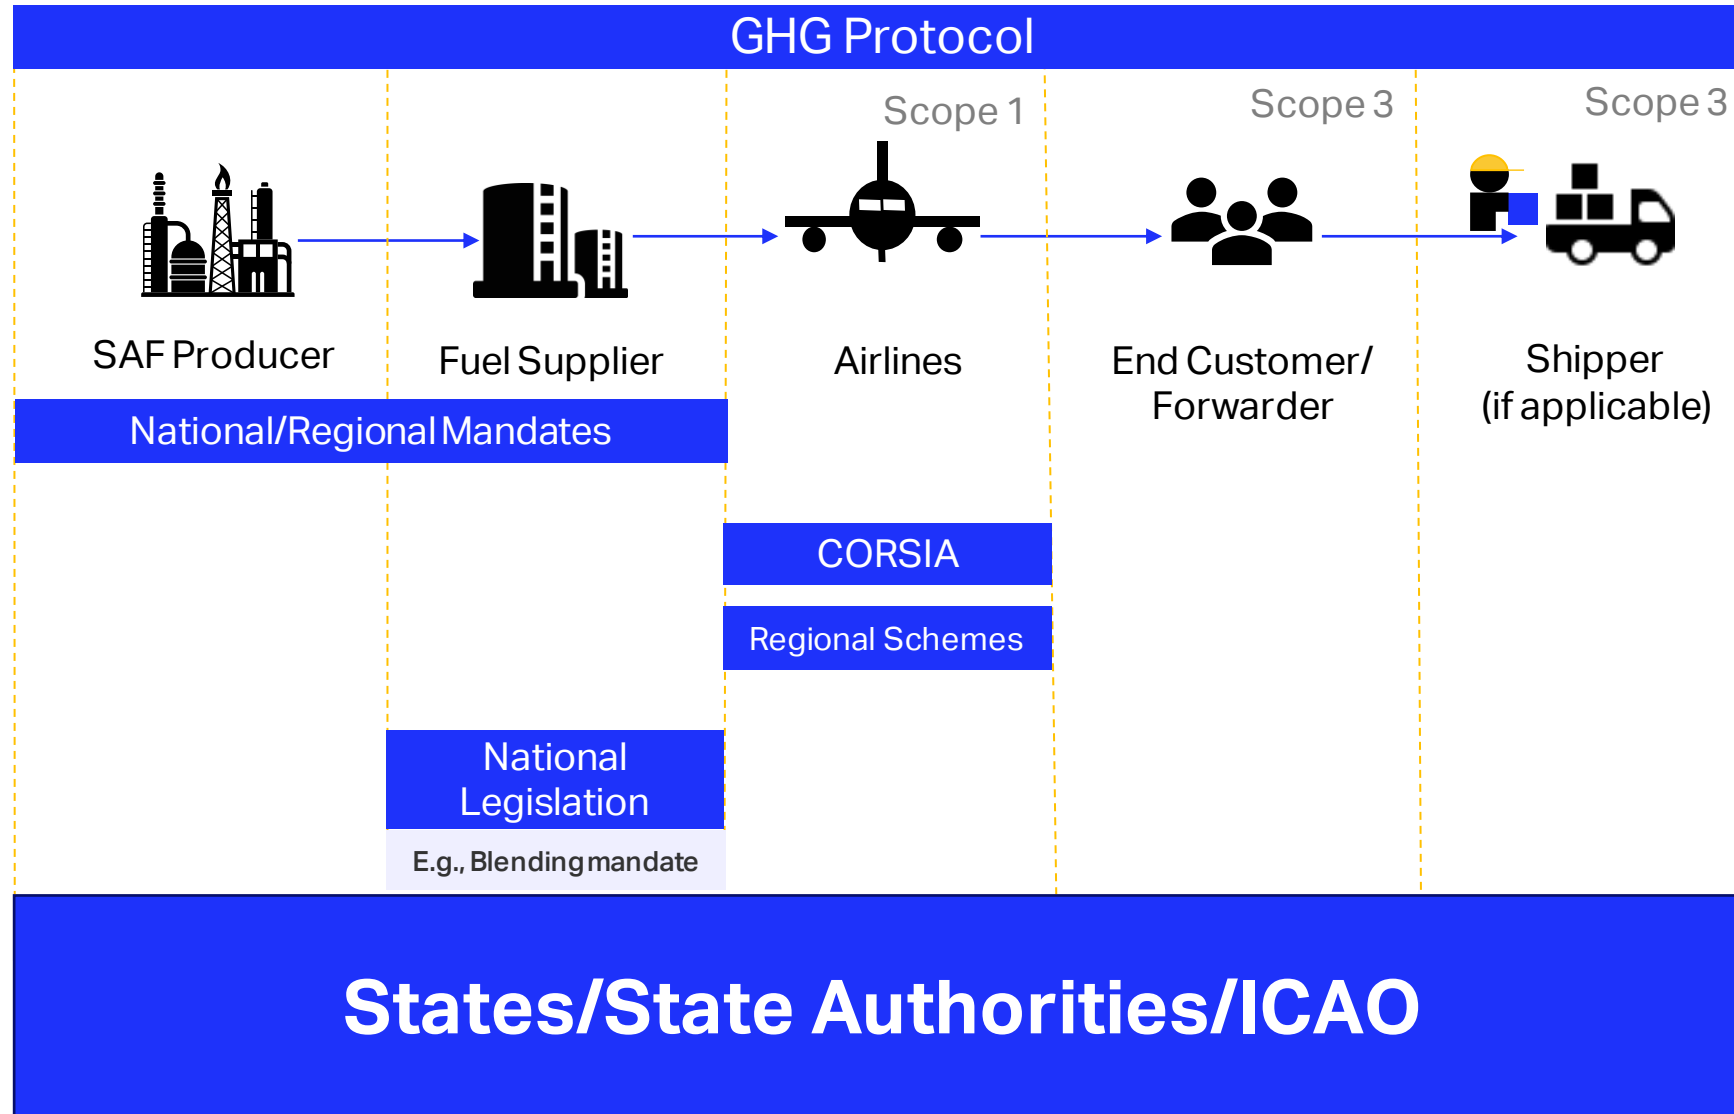 GHG Protocol
Scope 1
Scope 3
Scope 3
SAF Producer
Fuel Supplier
Airlines
End Customer/
Forwarder
Shipper
(if applicable)
National/Regional Mandates
CORSIA
Regional Schemes
National
Legislation
E.g., Blending mandate
States/State Authorities/ICAO